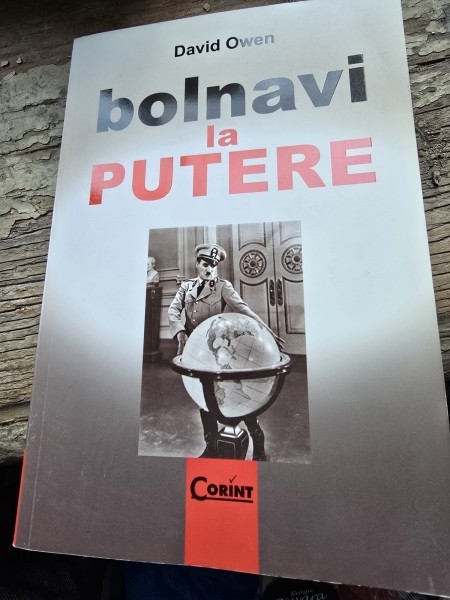 David Owen
bolnavi
la
PUTERE
CORINT